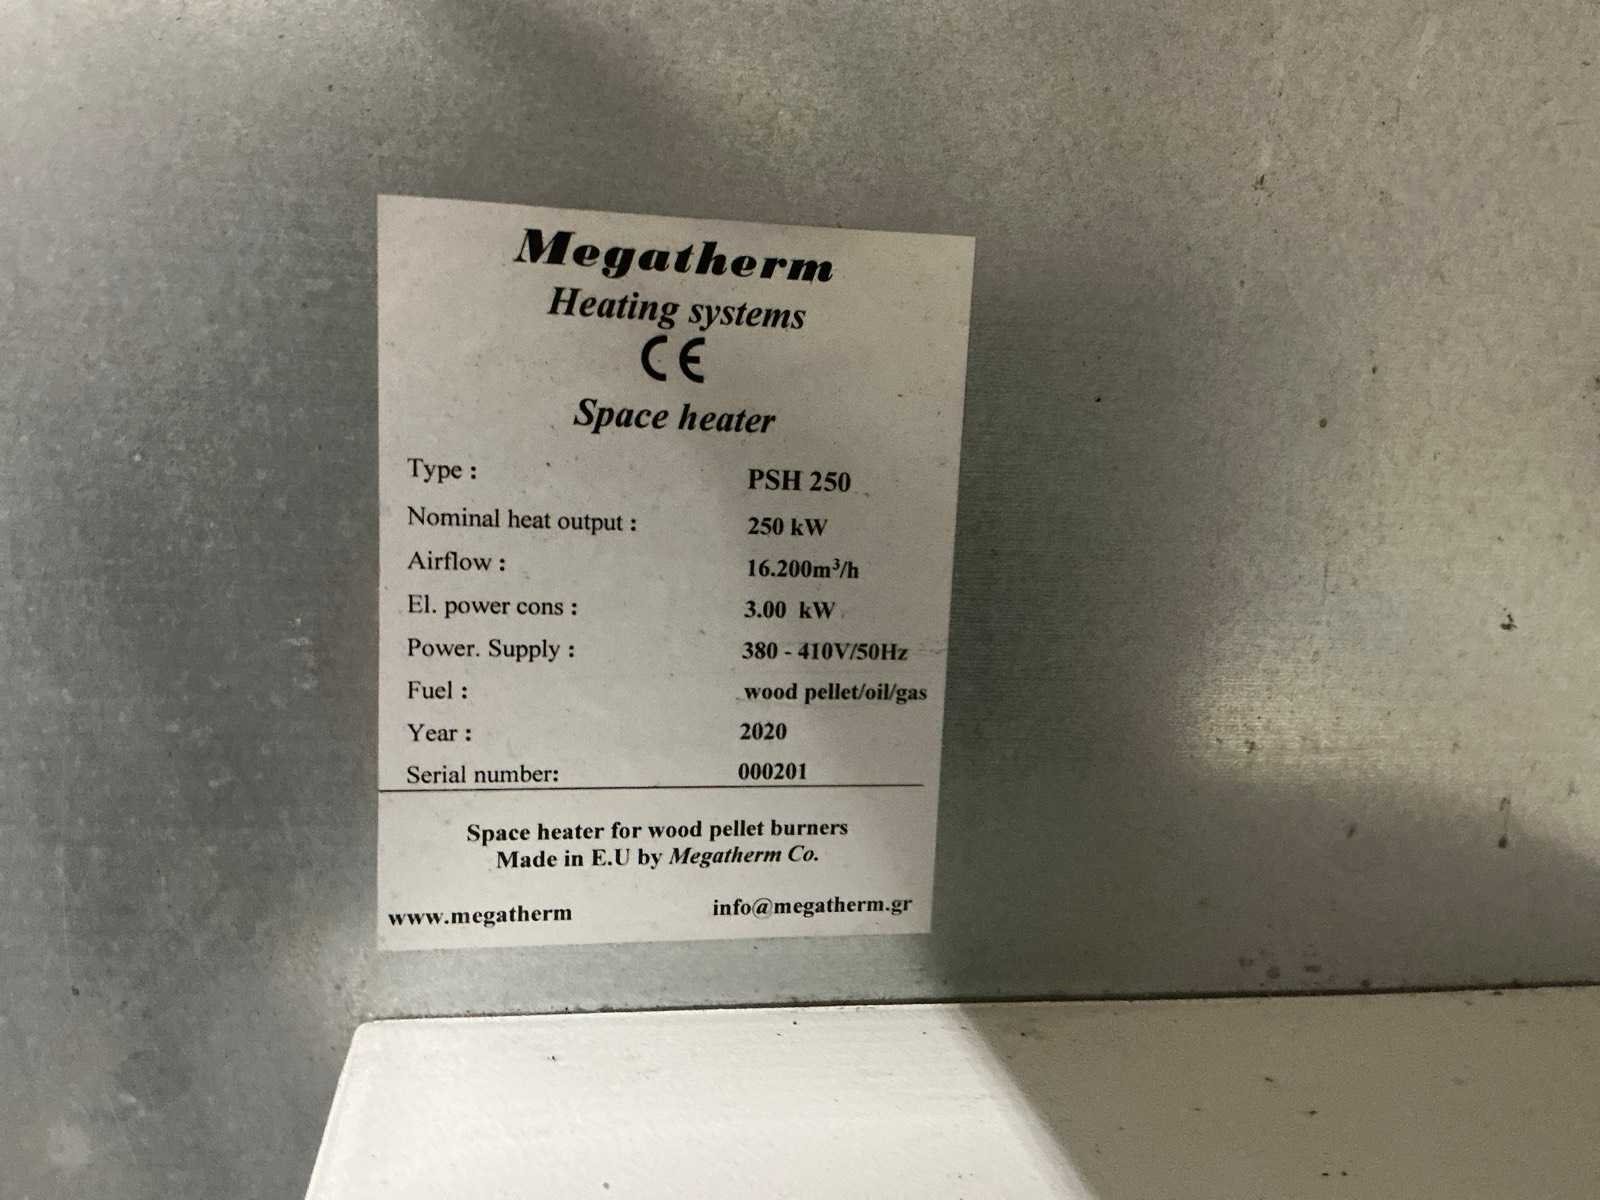 Megatherm
Heating systems
CE
Space heater
Type : PSH 250
Nominal heat output : 250 kW
Airflow : 16.200m³/h
El. power cons : 3.00 kW
Power. Supply : 380 - 410V/50Hz
Fuel : wood pellet/oil/gas
Year : 2020
Serial number: 000201
Space heater for wood pellet burners
Made in E.U by Megatherm Co.
www.megatherm info@megatherm.gr